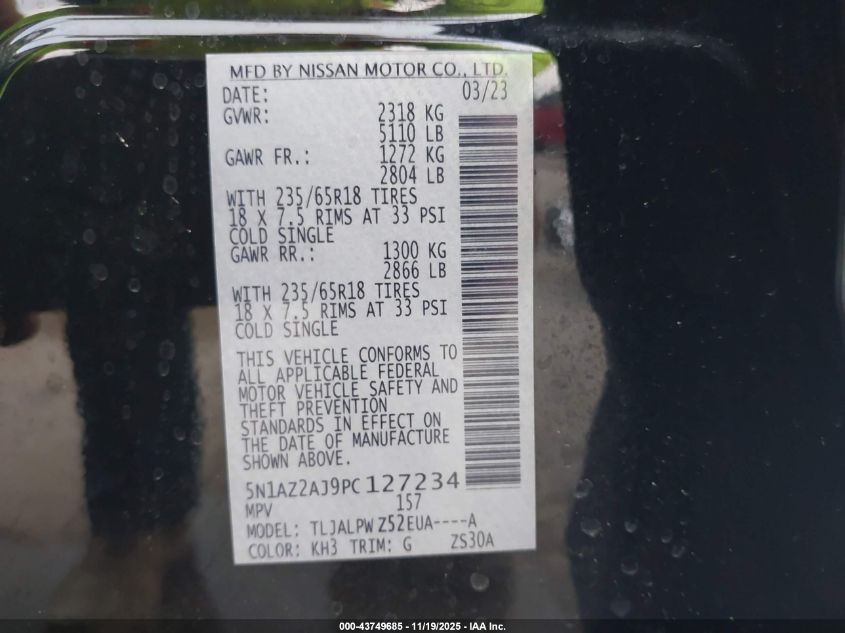 MFD BY NISSAN MOTOR CO., LTD.
DATE: 03/23
GVWR: 2318 KG
5110 LB
GAWR FR.: 1272 KG
2804 LB
WITH 235/65R18 TIRES
18 X 7.5 RIMS AT 33 PSI
COLD SINGLE
GAWR RR.: 1300 KG
2866 LB
WITH 235/65R18 TIRES
18 X 7.5 RIMS AT 33 PSI
COLD SINGLE
THIS VEHICLE CONFORMS TO
ALL APPLICABLE FEDERAL
MOTOR VEHICLE SAFETY AND
THEFT PREVENTION
STANDARDS IN EFFECT ON
THE DATE OF MANUFACTURE
SHOWN ABOVE.
5N1AZ2AJ9PC127234
MPV 157
MODEL: TLJALPW Z52EUA----A
COLOR: KH3 TRIM: G ZS30A
000-43749685 - 11/19/2025 - IAA Inc.